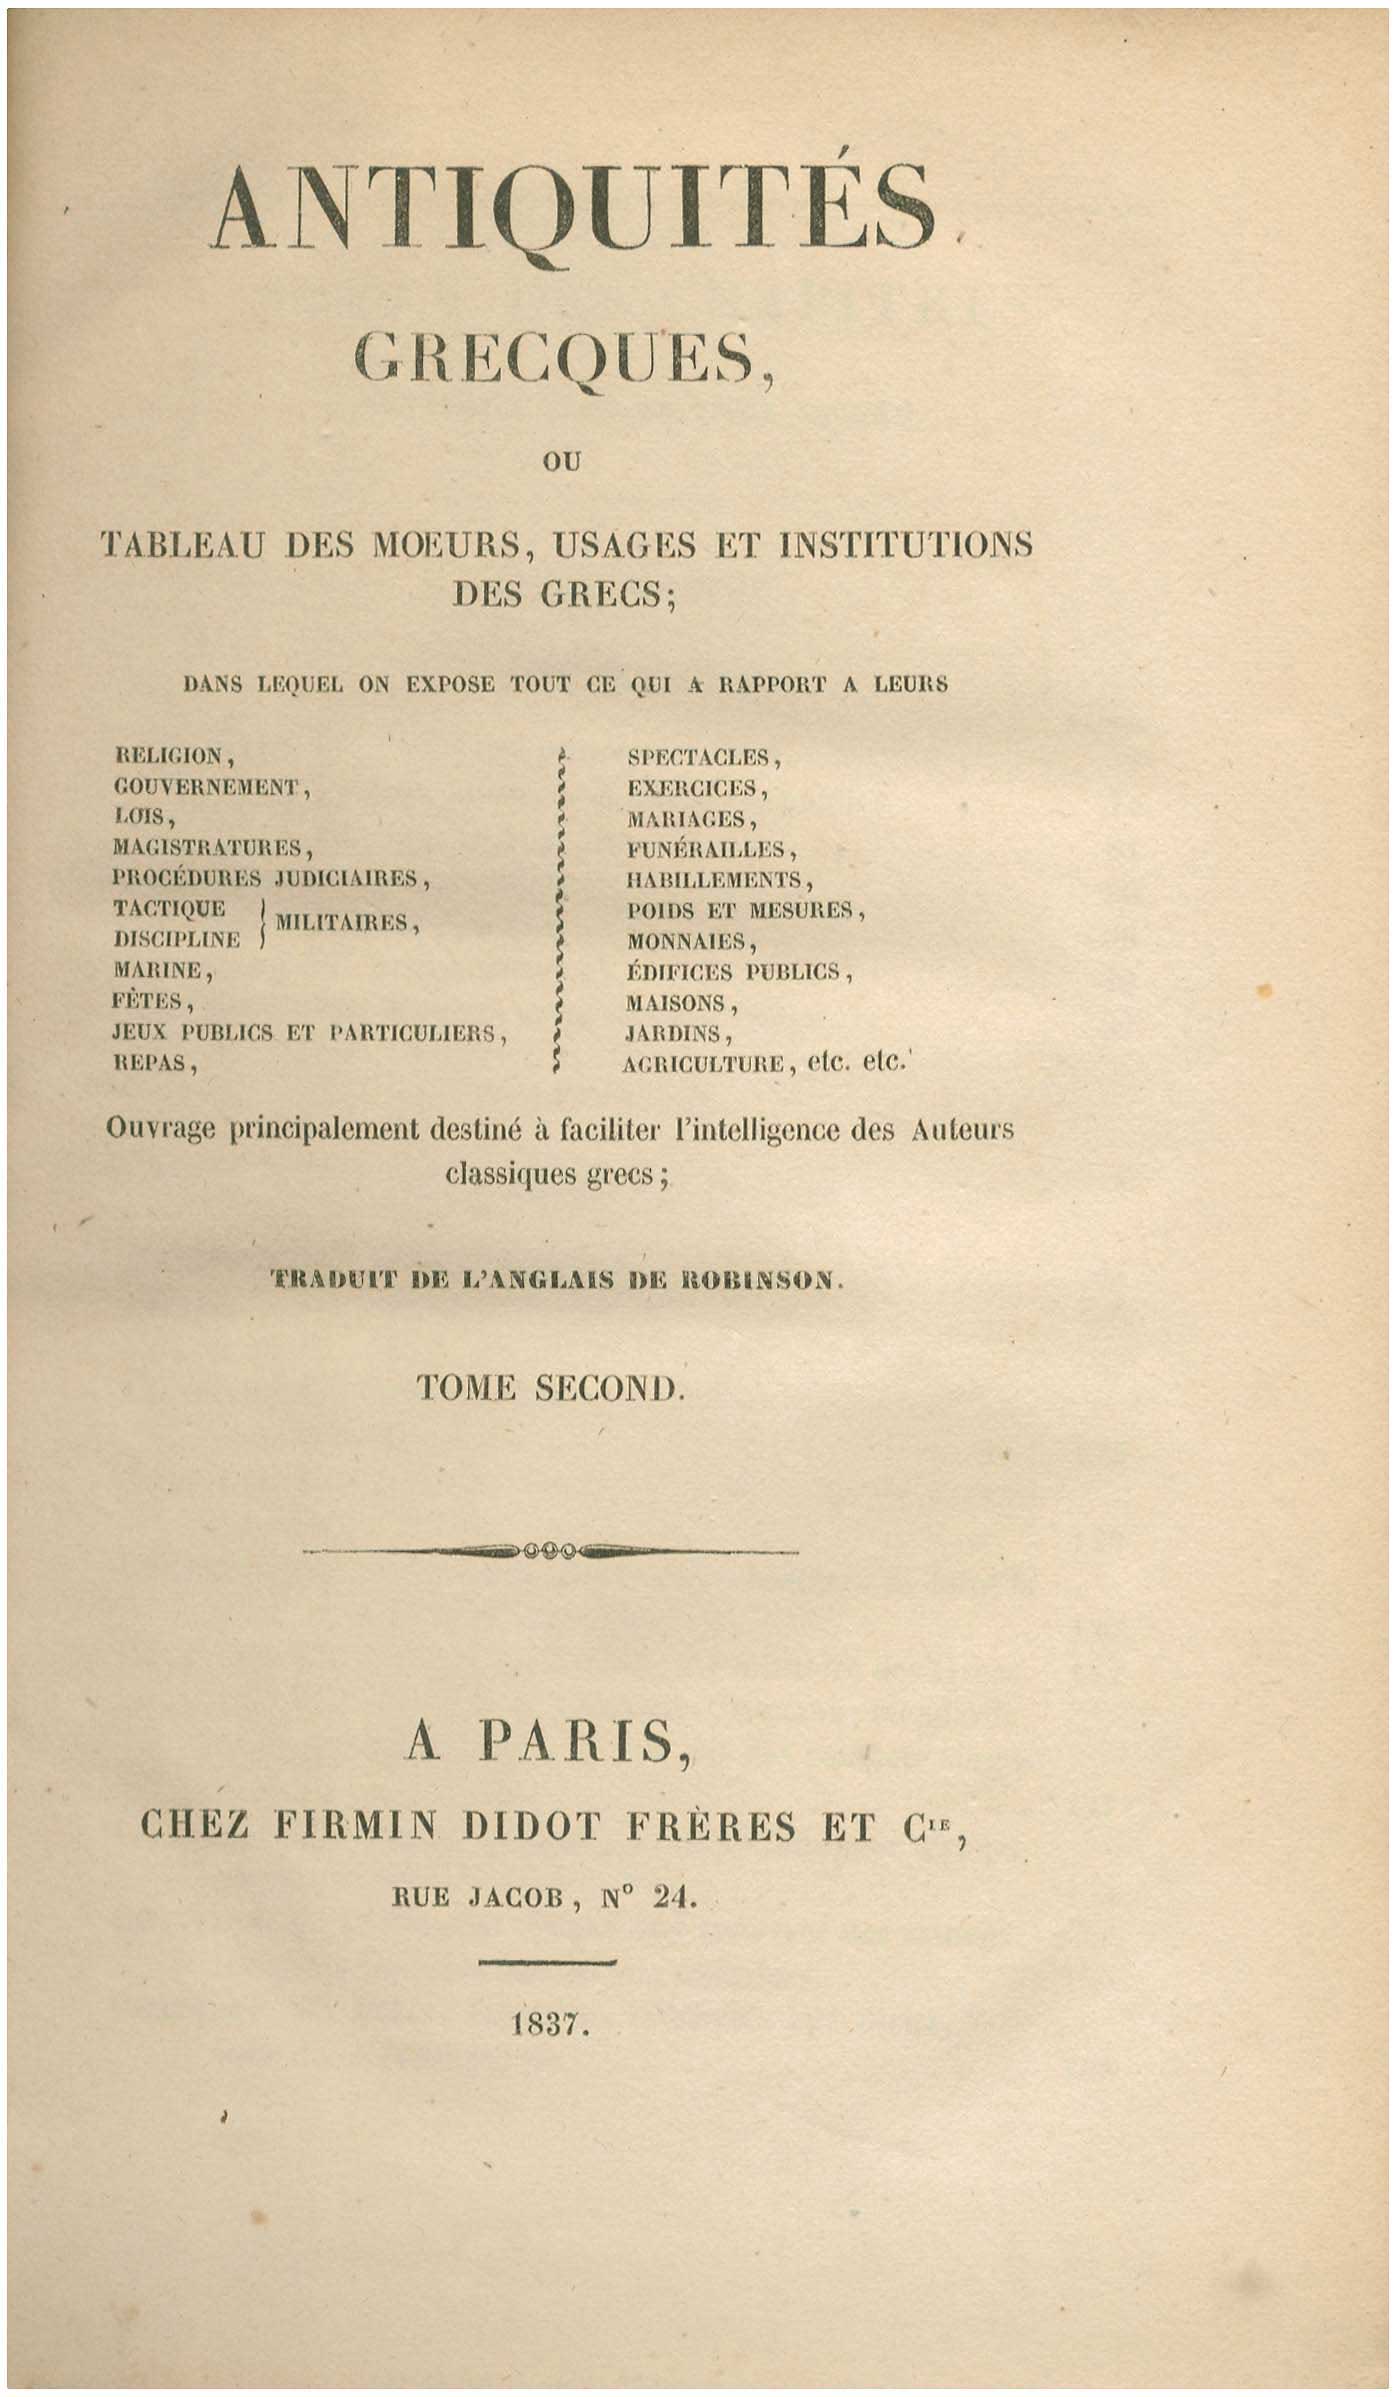 ANTIQUITÉS
GRECQUES,
OU
TABLEAU DES MOEURS, USAGES ET INSTITUTIONS
DES GRECS;
DANS LEQUEL ON EXPOSE TOUT CE QUI A RAPPORT A LEURS
RELIGION,
GOUVERNEMENT,
LOIS,
MAGISTRATURES,
PROCÉDURES JUDICIAIRES,
TACTIQUE
DISCIPLINE
MILITAIRES,
MARINE,
FÊTES,
JEUX PUBLICS ET PARTICULIERS,
REPAS,
SPECTACLES,
EXERCICES,
MARIAGES,
FUNÉRAILLES,
HABILLEMENTS,
POIDS ET MESURES,
MONNAIES,
ÉDIFICES PUBLICS,
MAISONS,
JARDINS,
AGRICULTURE, etc. etc.
Ouvrage principalement destiné à faciliter l'intelligence des Auteurs
classiques grecs;
TRADUIT DE L'ANGLAIS DE ROBINSON.
TOME SECOND.
A PARIS,
CHEZ FIRMIN DIDOT FRÈRES ET CIE,
RUE JACOB, N° 24.
1837.